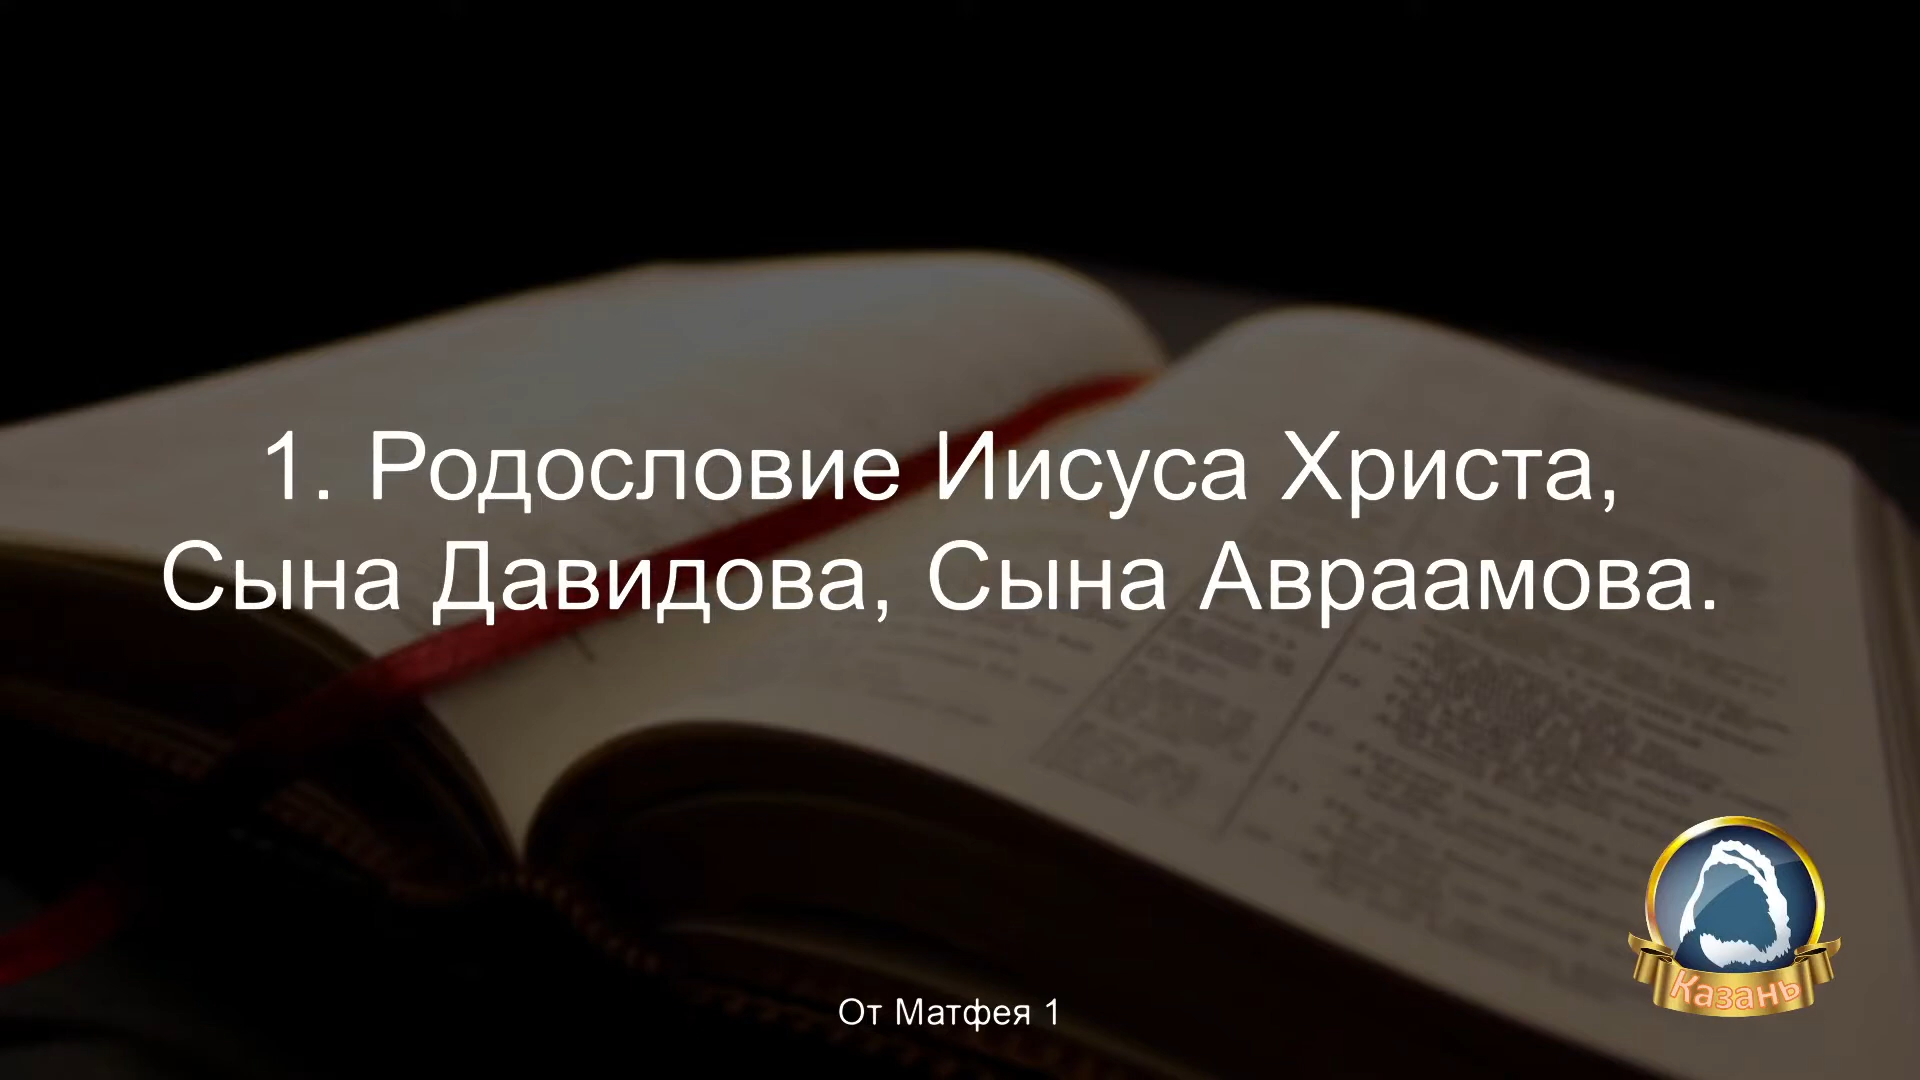 1. Родословие Иисуса Христа,
Сына Давидова, Сына Авраамова.
От Матфея 1
Казань